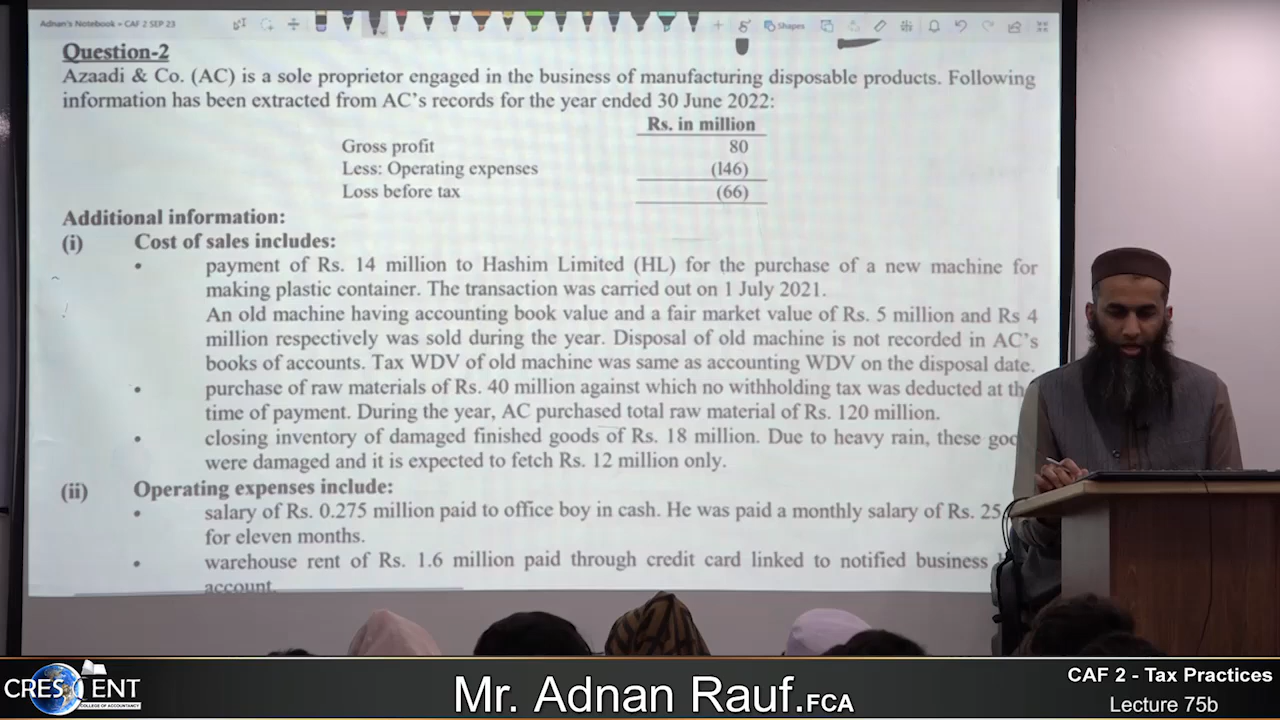 Adnan's Notebook » CAF 2 SEP 23
Shapes
Question-2
Azaadi & Co. (AC) is a sole proprietor engaged in the business of manufacturing disposable products. Following
information has been extracted from AC's records for the year ended 30 June 2022:
Rs. in million
Gross profit 80
Less: Operating expenses (146)
Loss before tax (66)
Additional information:
(i) Cost of sales includes:
• payment of Rs. 14 million to Hashim Limited (HL) for the purchase of a new machine for
making plastic container. The transaction was carried out on 1 July 2021.
An old machine having accounting book value and a fair market value of Rs. 5 million and Rs 4
million respectively was sold during the year. Disposal of old machine is not recorded in AC's
books of accounts. Tax WDV of old machine was same as accounting WDV on the disposal date.
• purchase of raw materials of Rs. 40 million against which no withholding tax was deducted at th
time of payment. During the year, AC purchased total raw material of Rs. 120 million.
• closing inventory of damaged finished goods of Rs. 18 million. Due to heavy rain, these goo
were damaged and it is expected to fetch Rs. 12 million only.
(ii) Operating expenses include:
• salary of Rs. 0.275 million paid to office boy in cash. He was paid a monthly salary of Rs. 25
for eleven months.
• warehouse rent of Rs. 1.6 million paid through credit card linked to notified business
account.
CRESCENT
COLLEGE OF ACCOUNTANCY
Mr. Adnan Rauf.FCA
CAF 2 - Tax Practices
Lecture 75b